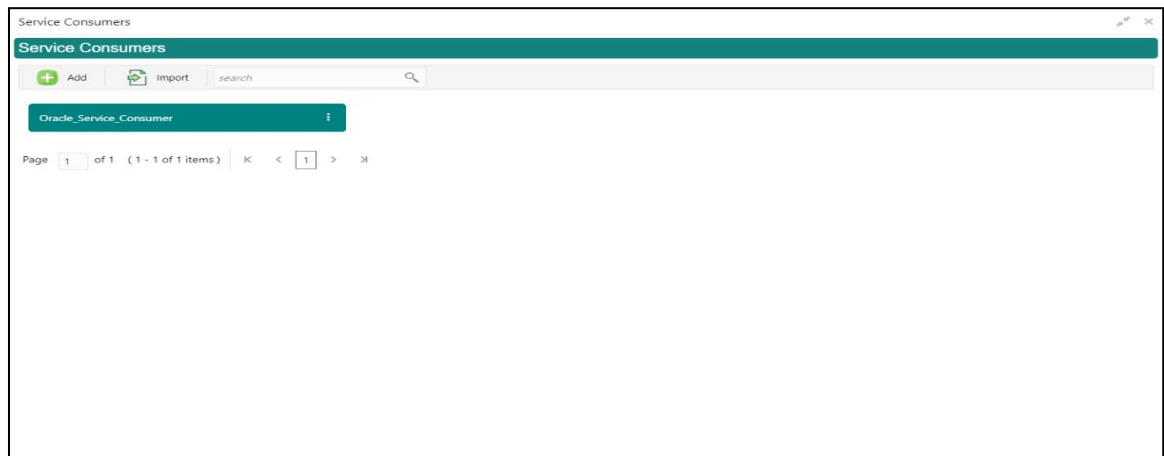 Service Consumers
Service Consumers
Add Import search
Oracle_Service_Consumer
Page 1 of 1 (1 - 1 of 1 items) 1